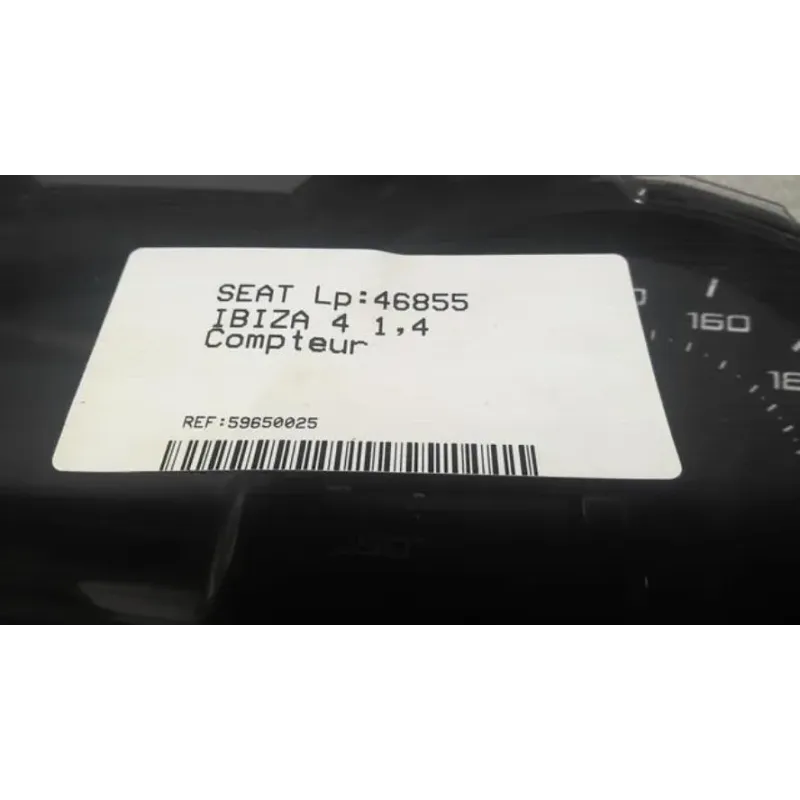 SEAT Lp:46855
IBIZA 4 1,4
Compteur
REF:59650025
160